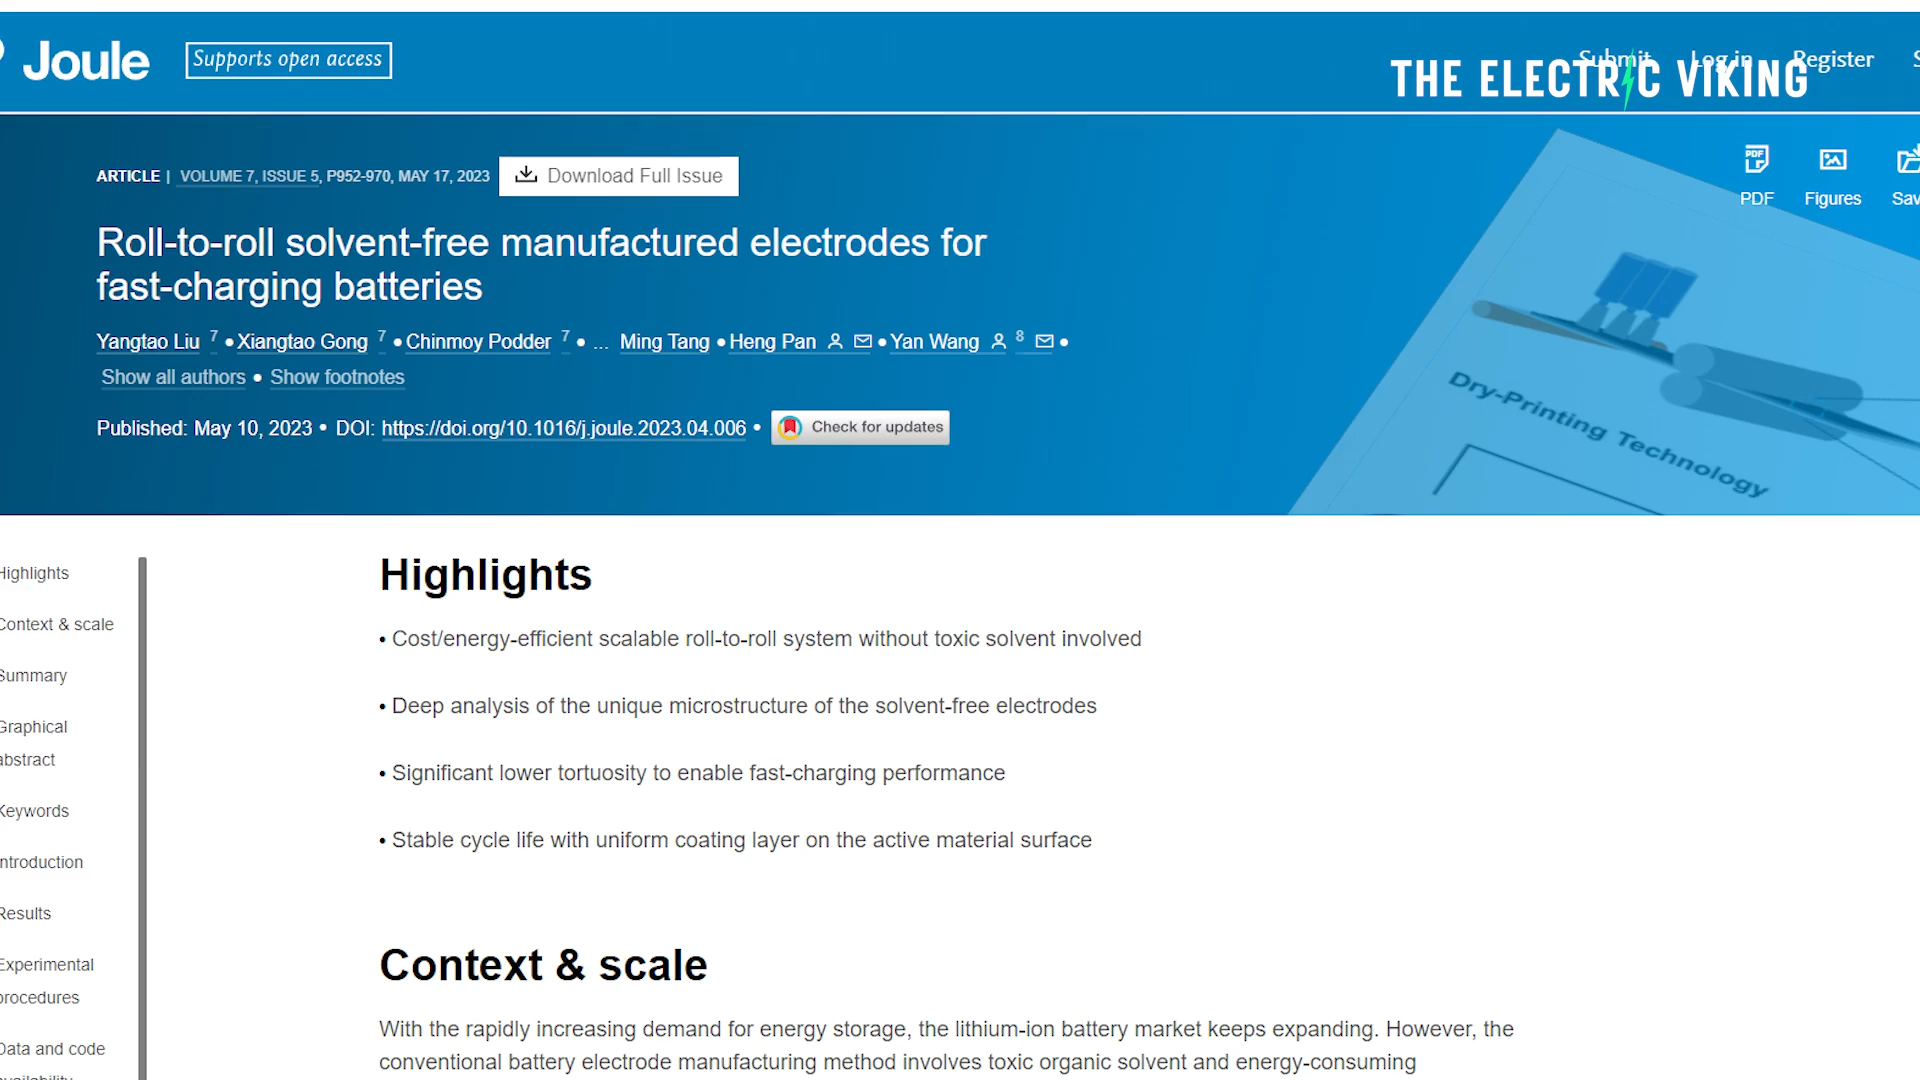 Joule
Supports open access
Submit Log in Register S
THE ELECTRIC VIKING
ARTICLE | VOLUME 7, ISSUE 5, P952-970, MAY 17, 2023
Download Full Issue
PDF
PDF Figures Sav
Roll-to-roll solvent-free manufactured electrodes for
fast-charging batteries
Yangtao Liu 7 • Xiangtao Gong 7 • Chinmoy Podder 7 • ... Ming Tang • Heng Pan • Yan Wang 8 •
Show all authors • Show footnotes
Published: May 10, 2023 • DOI: https://doi.org/10.1016/j.joule.2023.04.006 •
Check for updates
Dry-Printing Technology
Highlights
Context & scale
Summary
Graphical
abstract
Keywords
ntroduction
Results
Experimental
procedures
Data and code
availability
Highlights
• Cost/energy-efficient scalable roll-to-roll system without toxic solvent involved
• Deep analysis of the unique microstructure of the solvent-free electrodes
• Significant lower tortuosity to enable fast-charging performance
• Stable cycle life with uniform coating layer on the active material surface
Context & scale
With the rapidly increasing demand for energy storage, the lithium-ion battery market keeps expanding. However, the
conventional battery electrode manufacturing method involves toxic organic solvent and energy-consuming